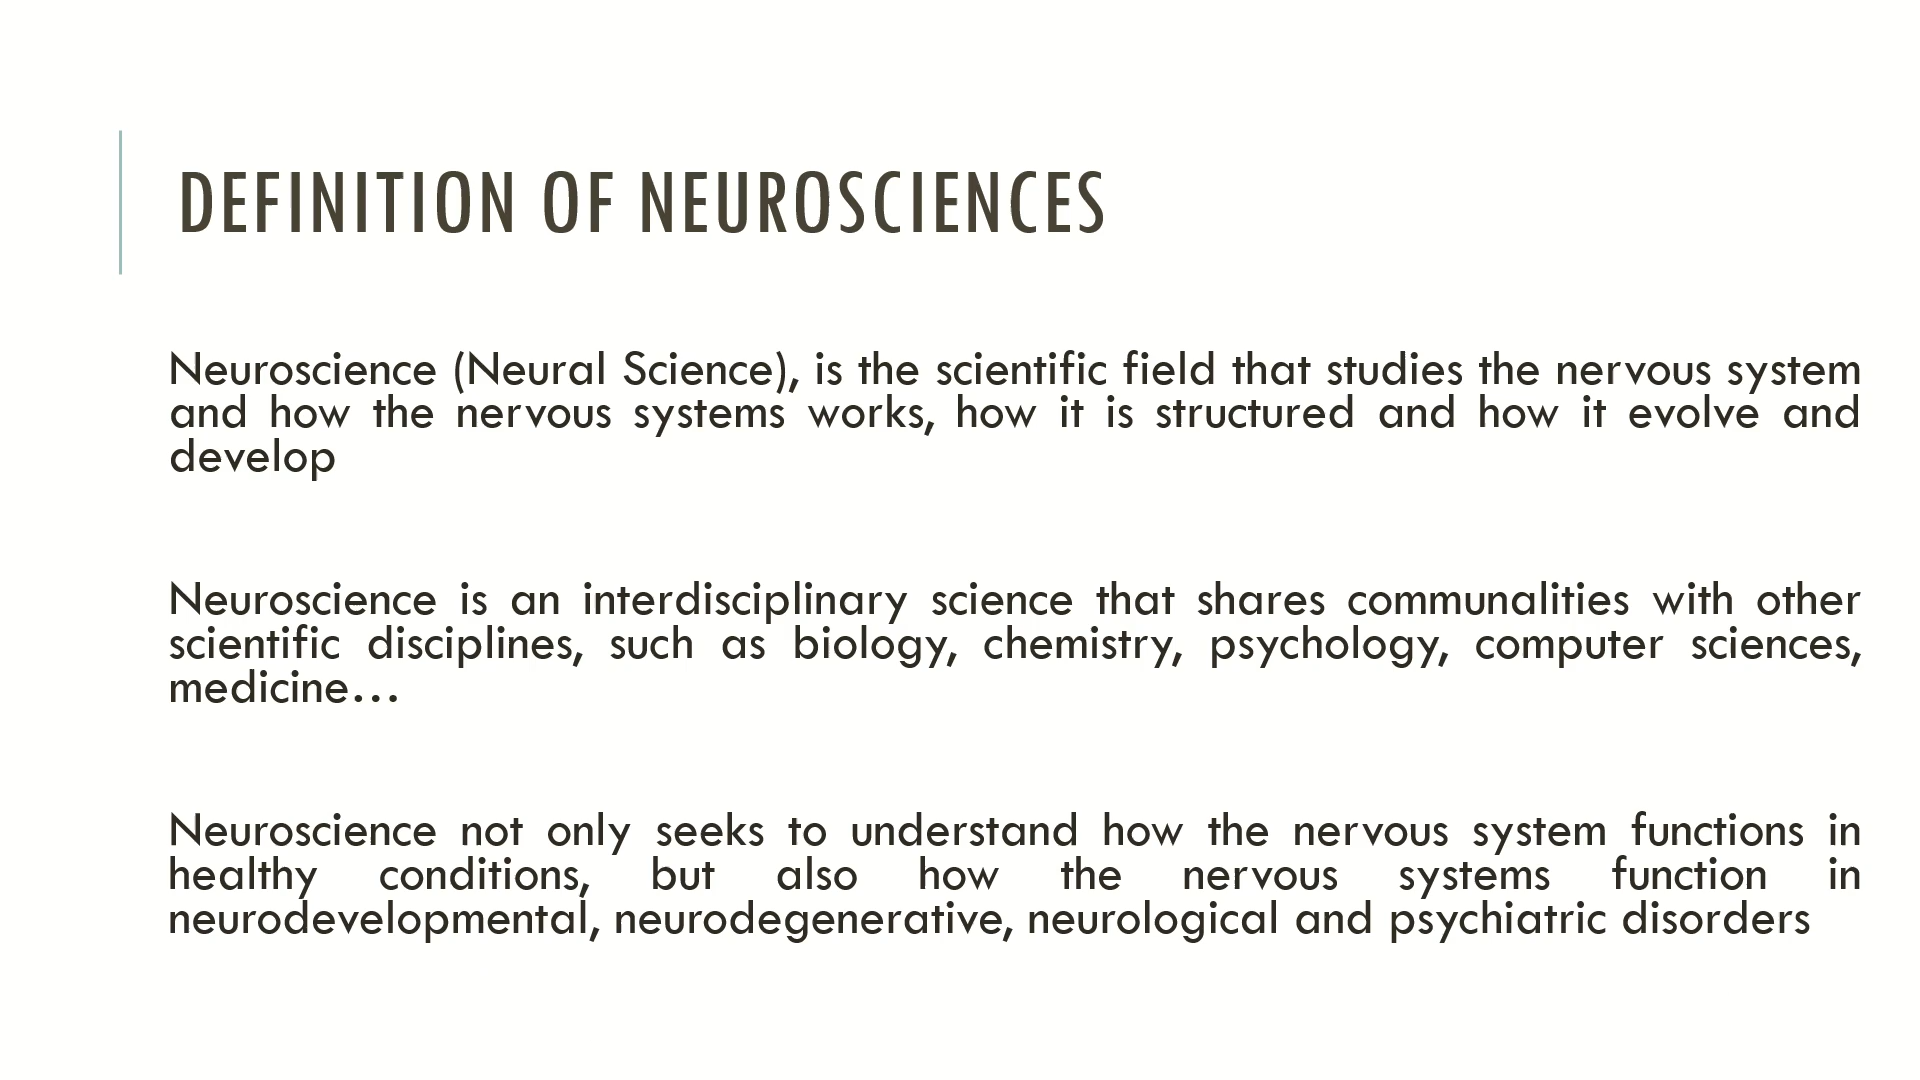 DEFINITION OF NEUROSCIENCES
Neuroscience (Neural Science), is the scientific field that studies the nervous system
and how the nervous systems works, how it is structured and how it evolve and
develop
Neuroscience is an interdisciplinary science that shares communalities with other
scientific disciplines, such as biology, chemistry, psychology, computer sciences,
medicine…
Neuroscience not only seeks to understand how the nervous system functions in
healthy conditions, but also how the nervous systems function in
neurodevelopmental, neurodegenerative, neurological and psychiatric disorders